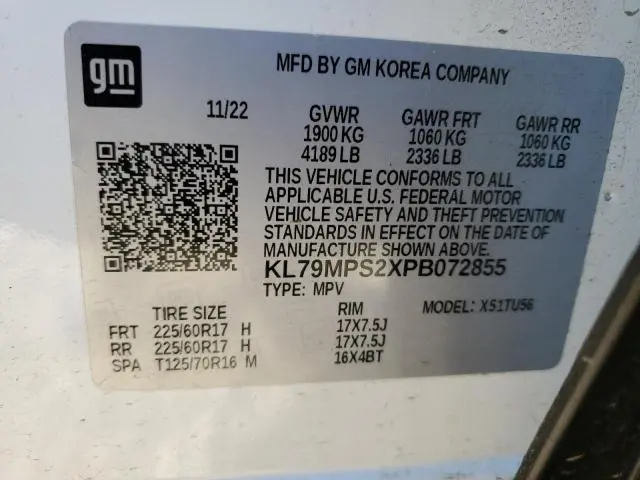 gm
MFD BY GM KOREA COMPANY
11/22 GVWR GAWR FRT GAWR RR
1900 KG 1060 KG 1060 KG
4189 LB 2336 LB 2336 LB
THIS VEHICLE CONFORMS TO ALL
APPLICABLE U.S. FEDERAL MOTOR
VEHICLE SAFETY AND THEFT PREVENTION
STANDARDS IN EFFECT ON THE DATE OF
MANUFACTURE SHOWN ABOVE.
KL79MPS2XPB072855
TYPE: MPV MODEL: X51TU56
TIRE SIZE RIM
FRT 225/60R17 H 17X7.5J
RR 225/60R17 H 17X7.5J
SPA T125/70R16 M 16X4BT